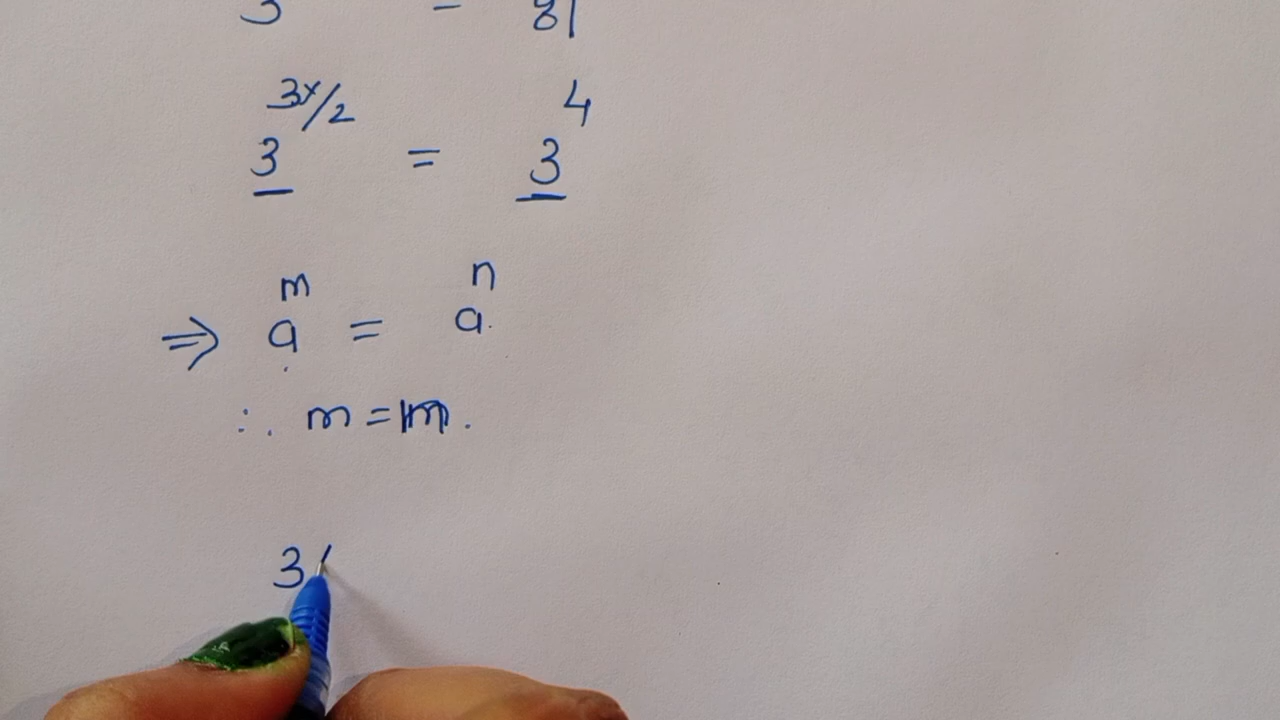 3 = 81
3^{3x/2} = 3^4
⇒ a^m = a^n
∴ m = m.
3